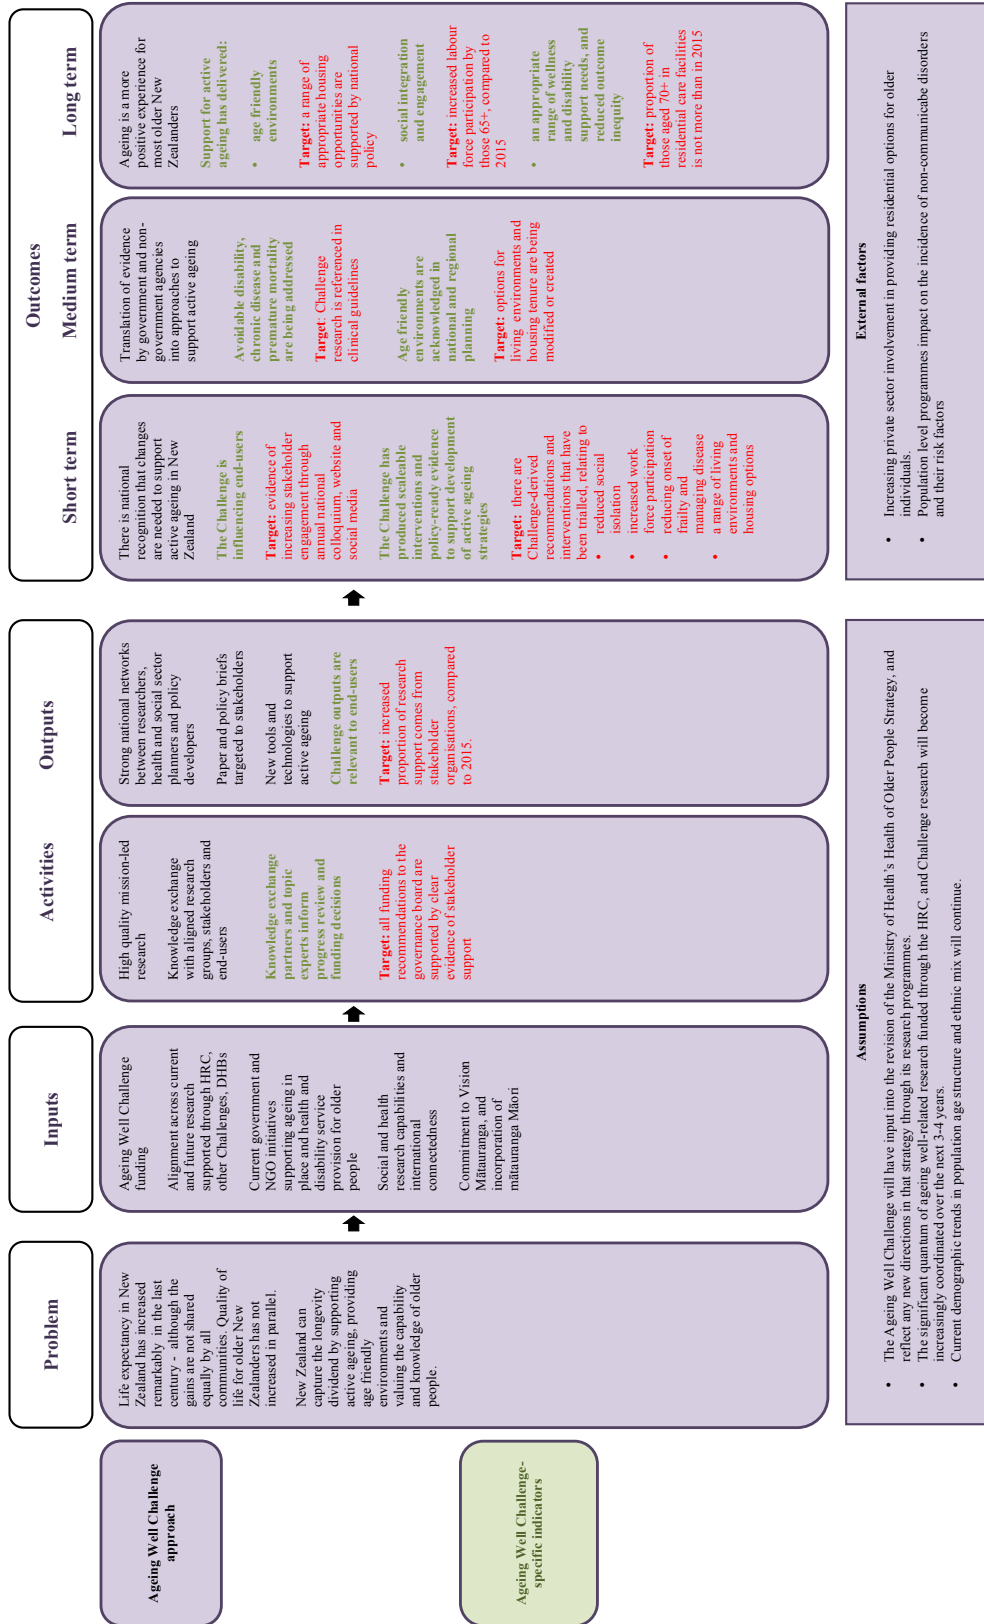 Ageing Well Challenge
approach
Ageing Well Challenge-
specific indicators
Problem
Life expectancy in New
Zealand has increased
remarkably in the last
century - although the
gains are not shared
equally by all
communities. Quality of
life for older New
Zealanders has not
increased in parallel.
New Zealand can
capture the longevity
dividend by supporting
active ageing, providing
age friendly
environments and
valuing the capability
and knowledge of older
people.
Inputs
Ageing Well Challenge
funding
Alignment across current
and future research
supported through HRC,
other Challenges, DHBs
Current government and
NGO initiatives
supporting ageing in
place and health and
disability service
provision for older
people
Social and health
research capabilities and
international
connectedness
Commitment to Vision
Mātauranga, and
incorporation of
mātauranga Māori
Activities
High quality mission-led
research
Knowledge exchange
with aligned research
groups, stakeholders and
end-users
Knowledge exchange
partners and topic
experts inform
progress review and
funding decisions
Target: all funding
recommendations to the
governance board are
supported by clear
evidence of stakeholder
support
Outputs
Strong national networks
between researchers,
health and social sector
planners and policy
developers
Paper and policy briefs
targeted to stakeholders
New tools and
technologies to support
active ageing
Challenge outputs are
relevant to end-users
Target: increased
proportion of research
support comes from
stakeholder
organisations, compared
to 2015.
Outcomes
Short term
There is national
recognition that changes
are needed to support
active ageing in New
Zealand
The Challenge is
influencing end-users
Target: evidence of
increasing stakeholder
engagement through
annual national
colloquium, website and
social media
The Challenge has
produced scaleable
interventions and
policy-ready evidence
to support development
of active ageing
strategies
Target: there are
Challenge-derived
recommendations and
interventions that have
been trialled, relating to
• reduced social
isolation
• increased work
force participation
• reducing onset of
frailty and
managing disease
• a range of living
environments and
housing options
Medium term
Translation of evidence
by government and non-
government agencies
into approaches to
support active ageing
Avoidable disability,
chronic disease and
premature mortality
are being addressed
Target: Challenge
research is referenced in
clinical guidelines
Age friendly
environments are
acknowledged in
national and regional
planning
Target: options for
living environments and
housing tenure are being
modified or created
Long term
Ageing is a more
positive experience for
most older New
Zealanders
Support for active
ageing has delivered:
• age friendly
environments
Target: a range of
appropriate housing
opportunities are
supported by national
policy
• social integration
and engagement
Target: increased labour
force participation by
those 65+, compared to
2015
• an appropriate
range of wellness
and disability
support needs, and
reduced outcome
inequity
Target: proportion of
those aged 70+ in
residential care facilities
is not more than in 2015
Assumptions
• The Ageing Well Challenge will have input into the revision of the Ministry of Health's Health of Older People Strategy, and
reflect any new directions in that strategy through its research programmes.
• The significant quantum of ageing well-related research funded through the HRC, and Challenge research will become
increasingly coordinated over the next 3-4 years.
• Current demographic trends in population age structure and ethnic mix will continue.
External factors
• Increasing private sector involvement in providing residential options for older
individuals.
• Population level programmes impact on the incidence of non-communicabe disorders
and their risk factors